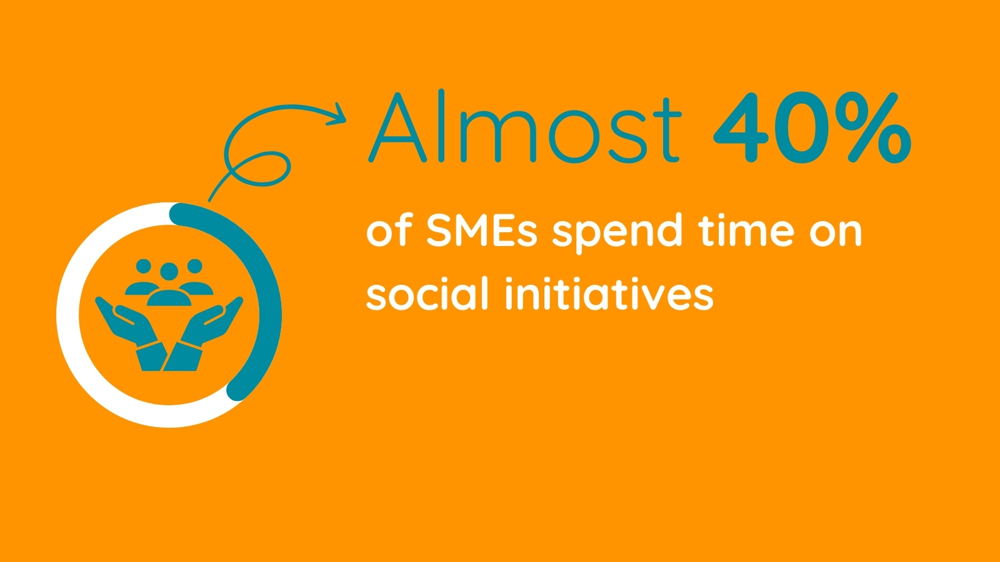 Almost 40%
of SMEs spend time on
social initiatives